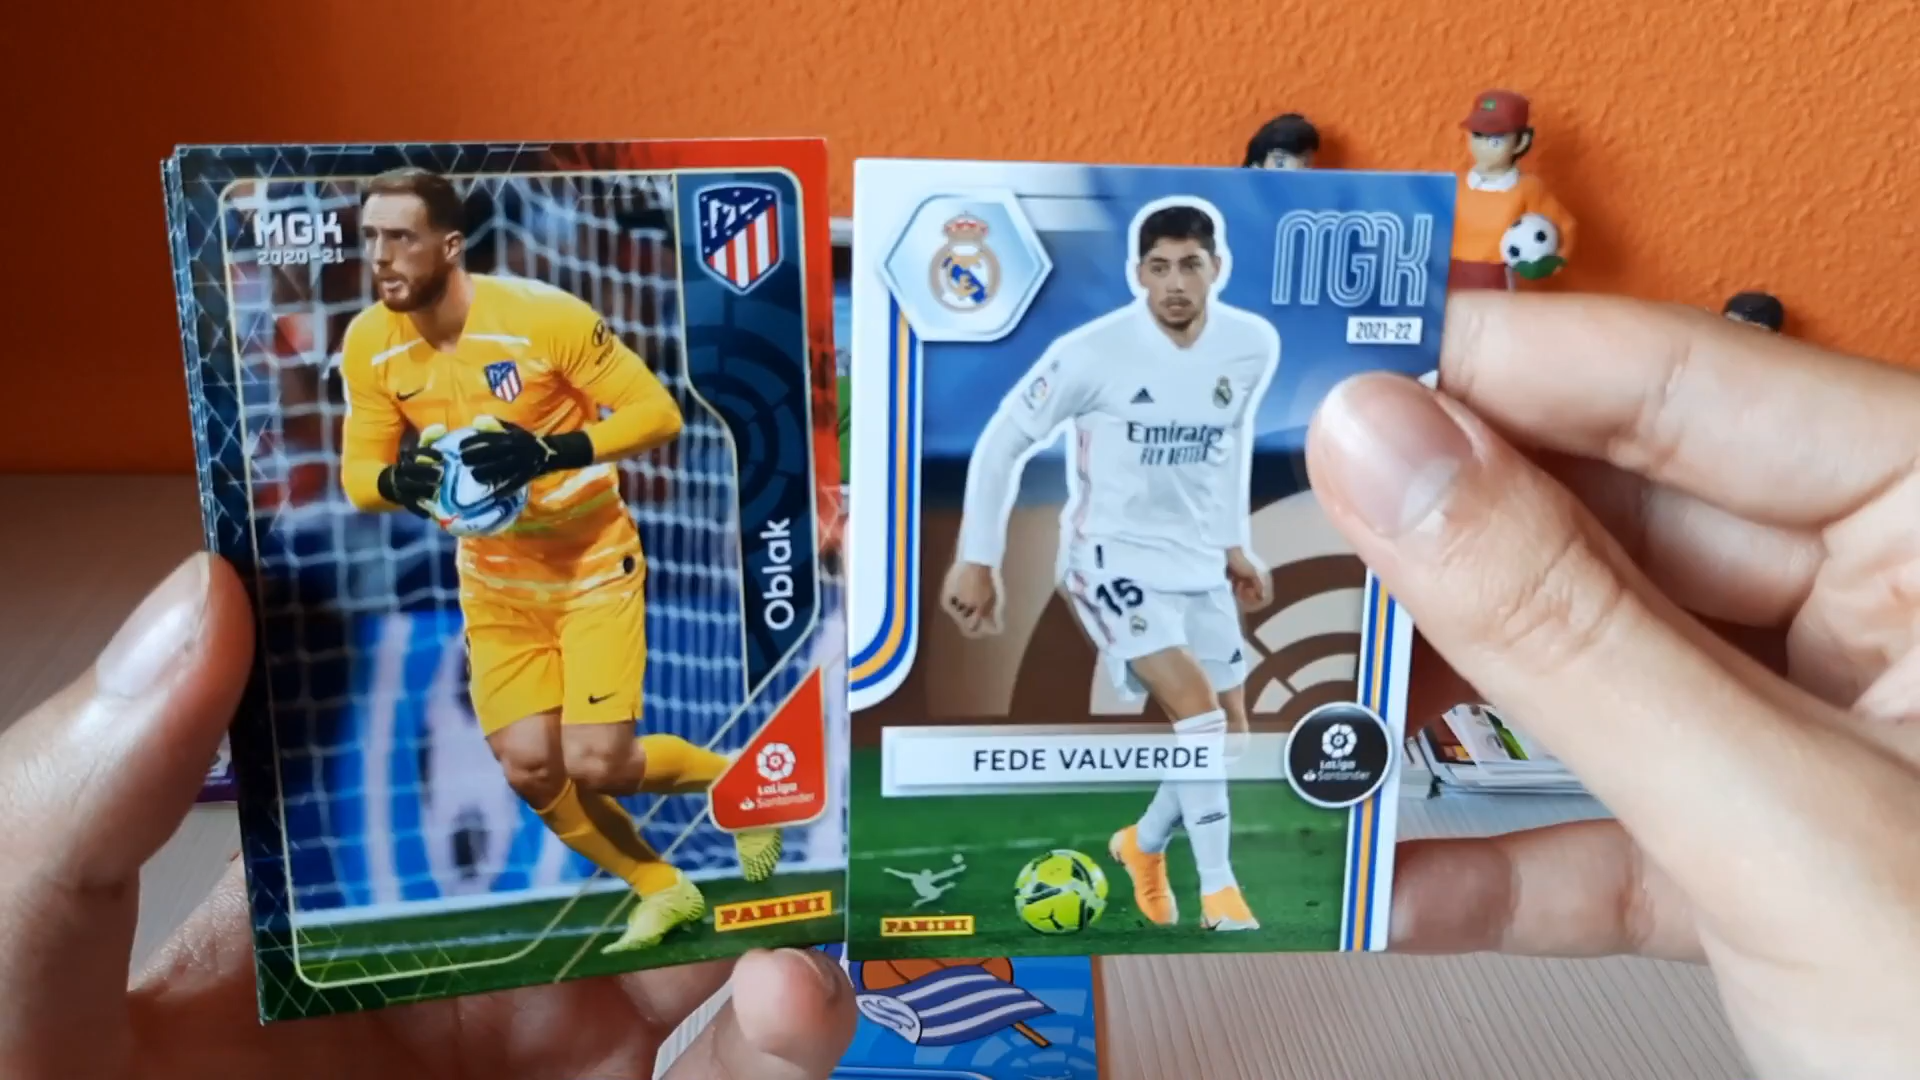 MGK
2020-21
Oblak
LaLiga
Santander
PANINI
MGK
2021-22
Emirates
FLY BETTER
15
FEDE VALVERDE
LaLiga
Santander
PANINI